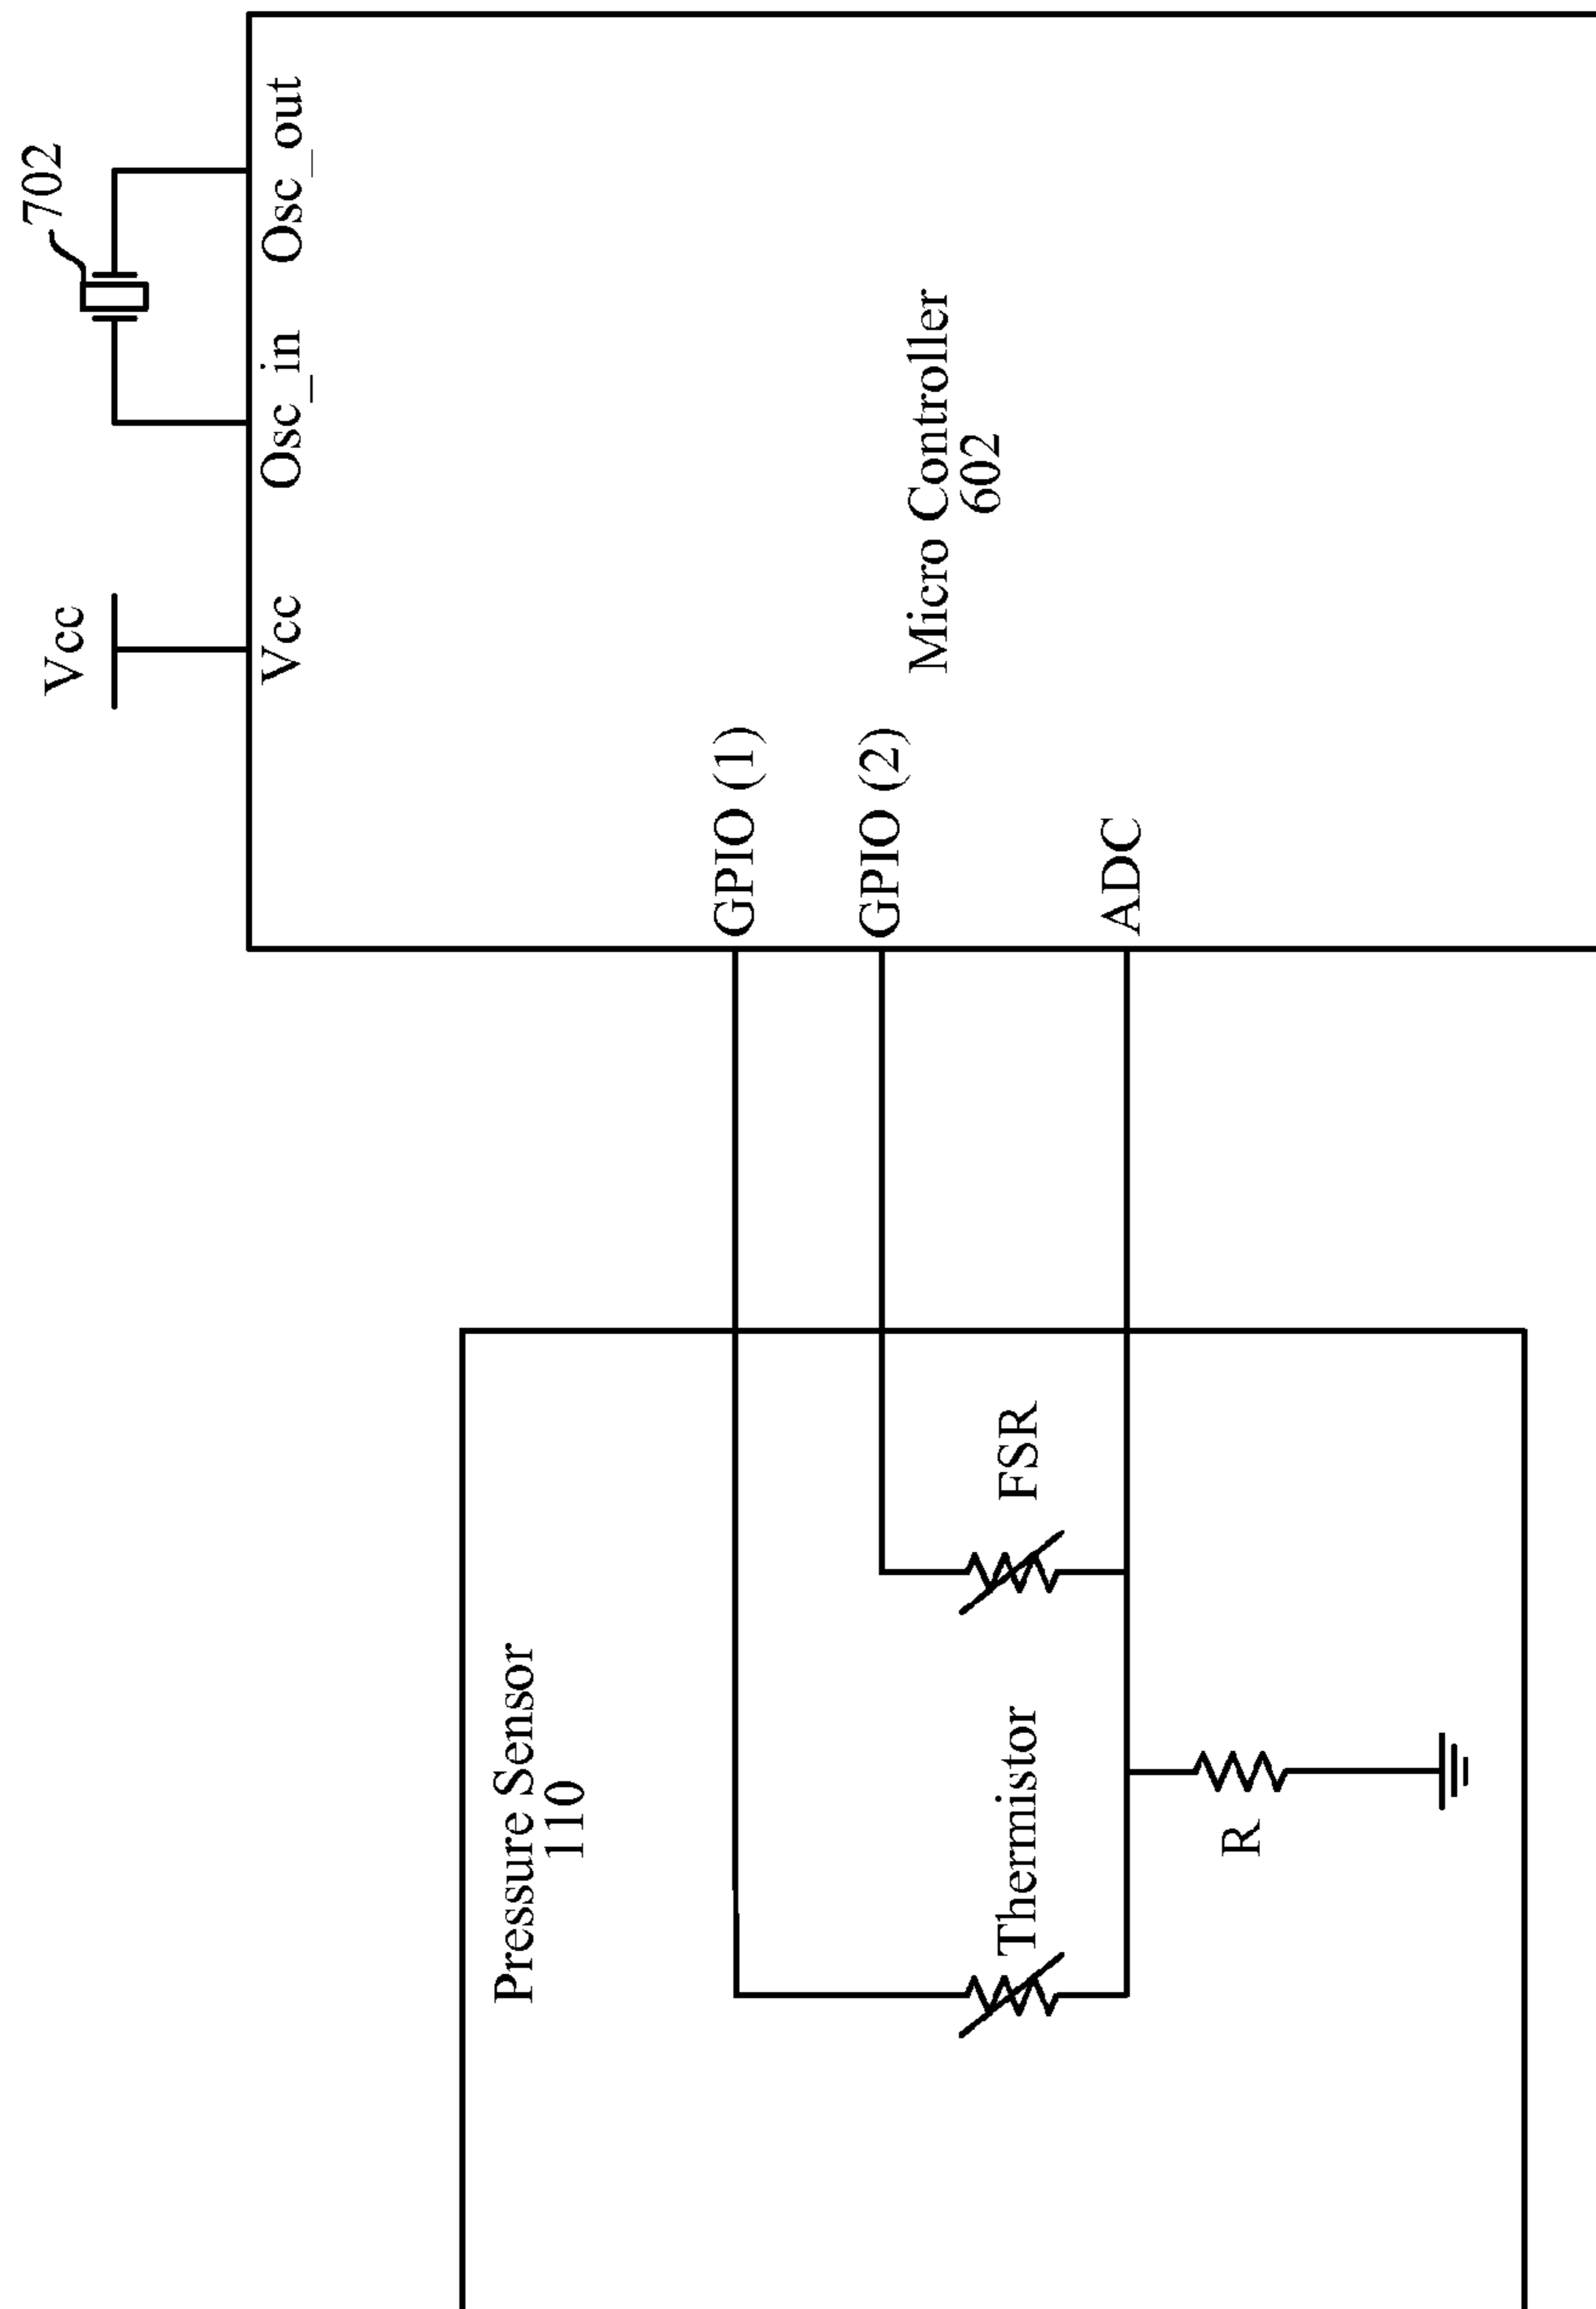 Vcc
702
Vcc
Osc_in
Osc_out
Pressure Sensor
110
GPIO (1)
GPIO (2)
Micro Controller
602
Thermistor
FSR
ADC
R